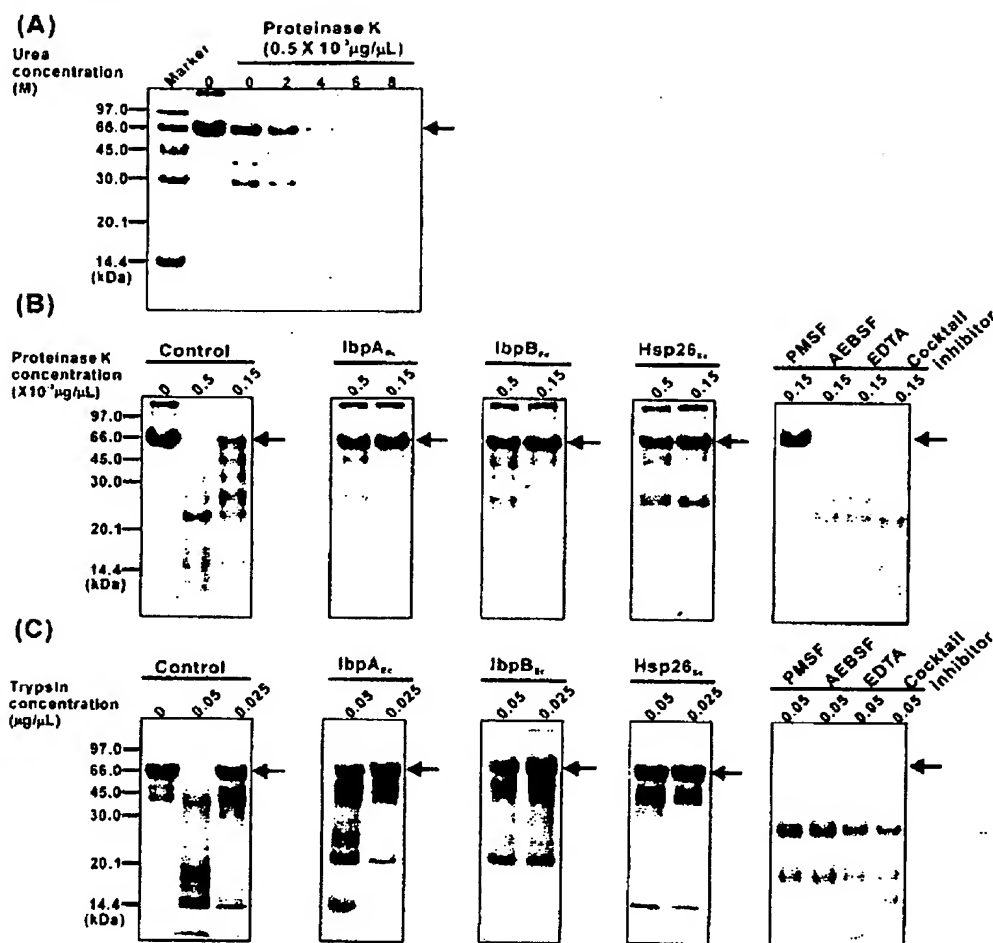 (A)
Proteinase K
(0.5 X 10⁻³µg/µL)
Urea
concentration
(M)
Marker
0 0 2 4 6 8
97.0
66.0
45.0
30.0
20.1
14.4
(kDa)
(B)
Proteinase K
concentration
(X10⁻³µg/µL)
Control
IbpA
IbpB
Hsp26
PMSF
AEBSF
EDTA
Cocktail
inhibitor
0 0.5 0.15
0.5 0.15
0.5 0.15
0.5 0.15
0.15 0.15 0.15 0.15
97.0
66.0
45.0
30.0
20.1
14.4
(kDa)
(C)
Trypsin
concentration
(µg/µL)
Control
IbpA
IbpB
Hsp26
PMSF
AEBSF
EDTA
Cocktail
inhibitor
0 0.05 0.025
0.05 0.025
0.05 0.025
0.05 0.025
0.05 0.05 0.05 0.05
97.0
66.0
45.0
30.0
20.1
14.4
(kDa)